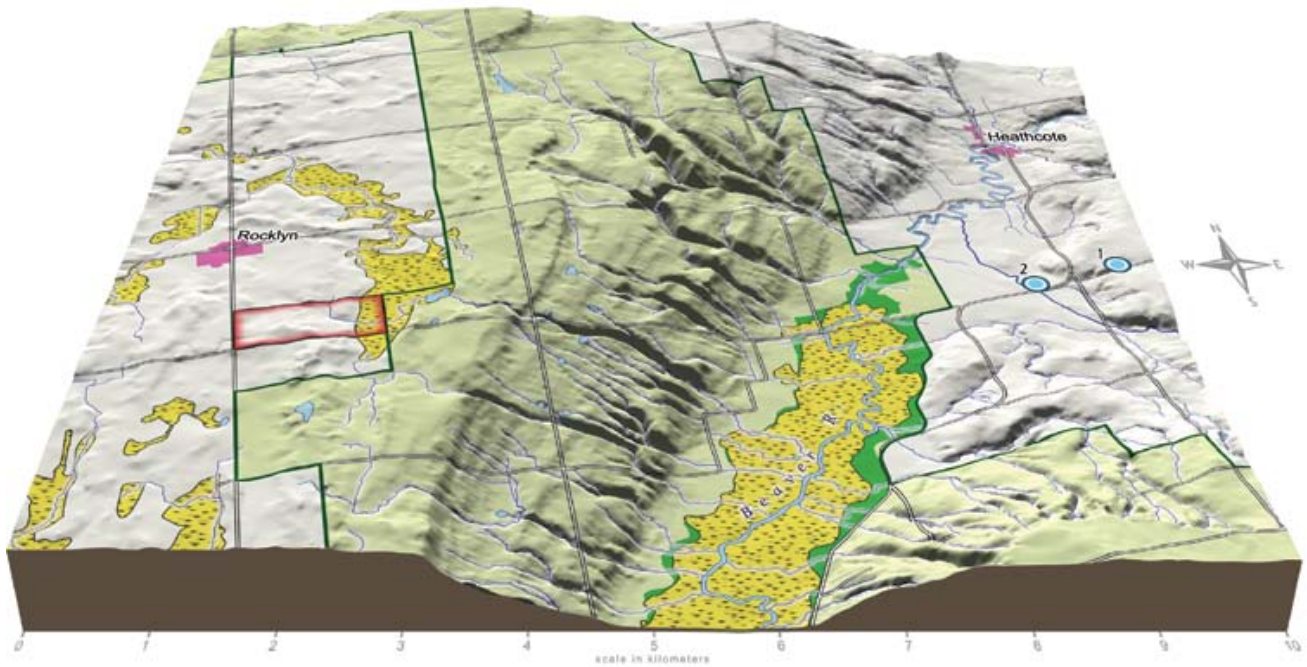 Heathcote
Rocklyn
N
W E
S
1
2
Beaver R
0 1 2 3 4 5 6 7 8 9 10
scale in kilometers